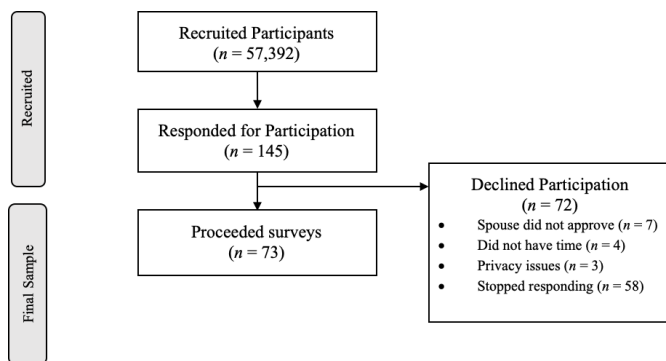 Recruited
Recruited Participants
(n = 57,392)
Responded for Participation
(n = 145)
Declined Participation
(n = 72)
• Spouse did not approve (n = 7)
• Did not have time (n = 4)
• Privacy issues (n = 3)
• Stopped responding (n = 58)
Final Sample
Proceeded surveys
(n = 73)